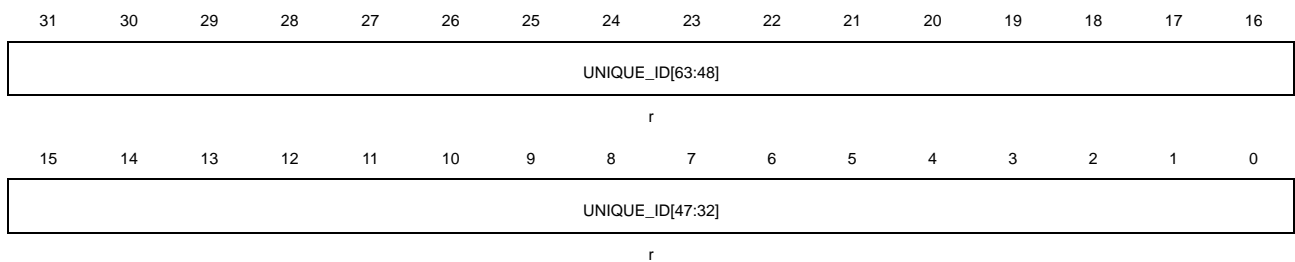 31 30 29 28 27 26 25 24 23 22 21 20 19 18 17 16
UNIQUE_ID[63:48]
r
15 14 13 12 11 10 9 8 7 6 5 4 3 2 1 0
UNIQUE_ID[47:32]
r